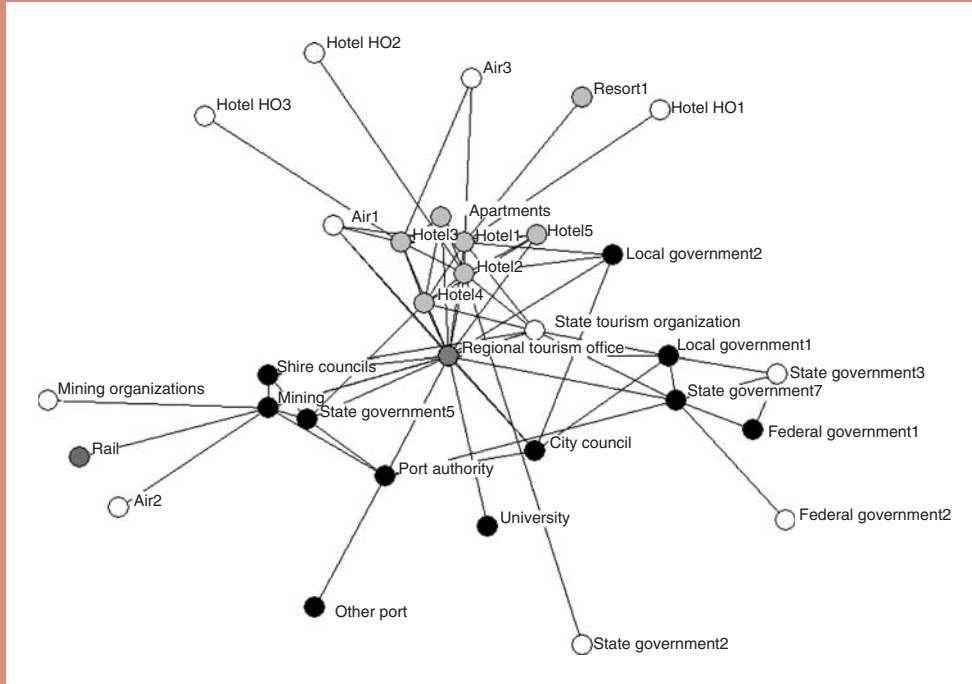 Hotel HO2
Air3
Resort1
Hotel HO3
Hotel HO1
Air1
Apartments
Hotel3
Hotel1
Hotel5
Local government2
Hotel2
Hotel4
State tourism organization
Regional tourism office
Local government1
Shire councils
State government3
Mining organizations
State government7
Mining
State government5
Federal government1
Rail
City council
Port authority
Air2
University
Federal government2
Other port
State government2